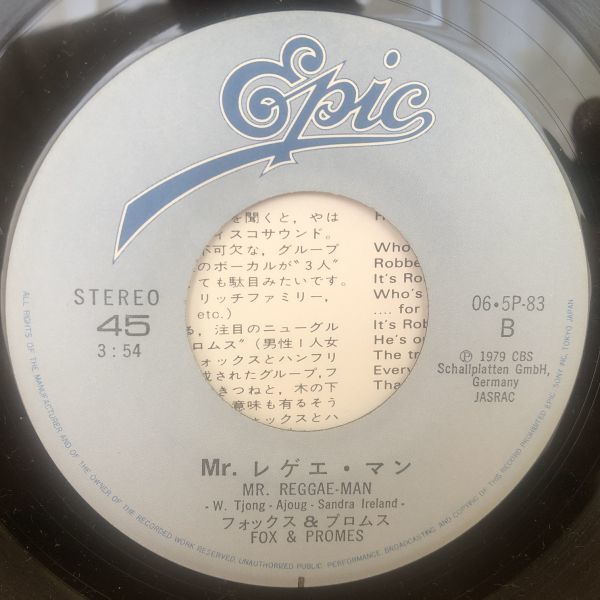 Epic
STEREO
45
3:54
06・5P-83
B
Ⓟ 1979 CBS
Schallplatten GmbH,
Germany
JASRAC
を聞くと，やは
ィスコサウンド。
不可欠な，グループ
のボーカルが"３人"
ても駄目みたいです。
リッチファミリー，
etc.)
る，注目のニューグル
ロムス"（男性１人女
ォックスとハンフリ
成されたグループ，フ
きつねと，木の下
意味も有るそう
ォックスとハ
Who'
Robbe
It's Ro
Who's
.... for
It's Rob
He's o
The tr
Every
Tha
Mr. レゲエ・マン
MR. REGGAE-MAN
- W. Tjong - Ajoug - Sandra Ireland -
フォックス & プロムス
FOX & PROMES
ALL RIGHTS OF THE MANUFACTURER AND OF THE OWNER OF THE RECORDED WORK RESERVED. UNAUTHORIZED PUBLIC PERFORMANCE, BROADCASTING AND COPYING OF THIS RECORD PROHIBITED EPIC/SONY INC. TOKYO JAPAN